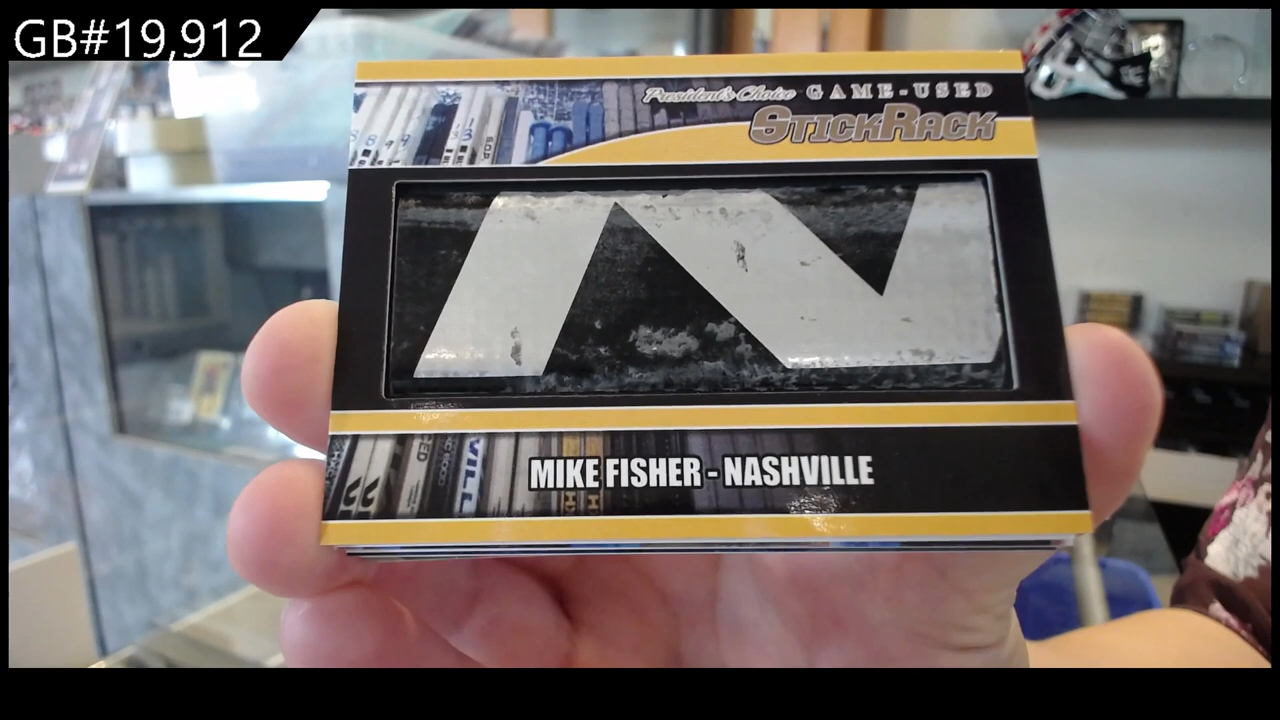 GB#19,912
President's Choice GAME-USED
STICKRACK
N
MIKE FISHER - NASHVILLE